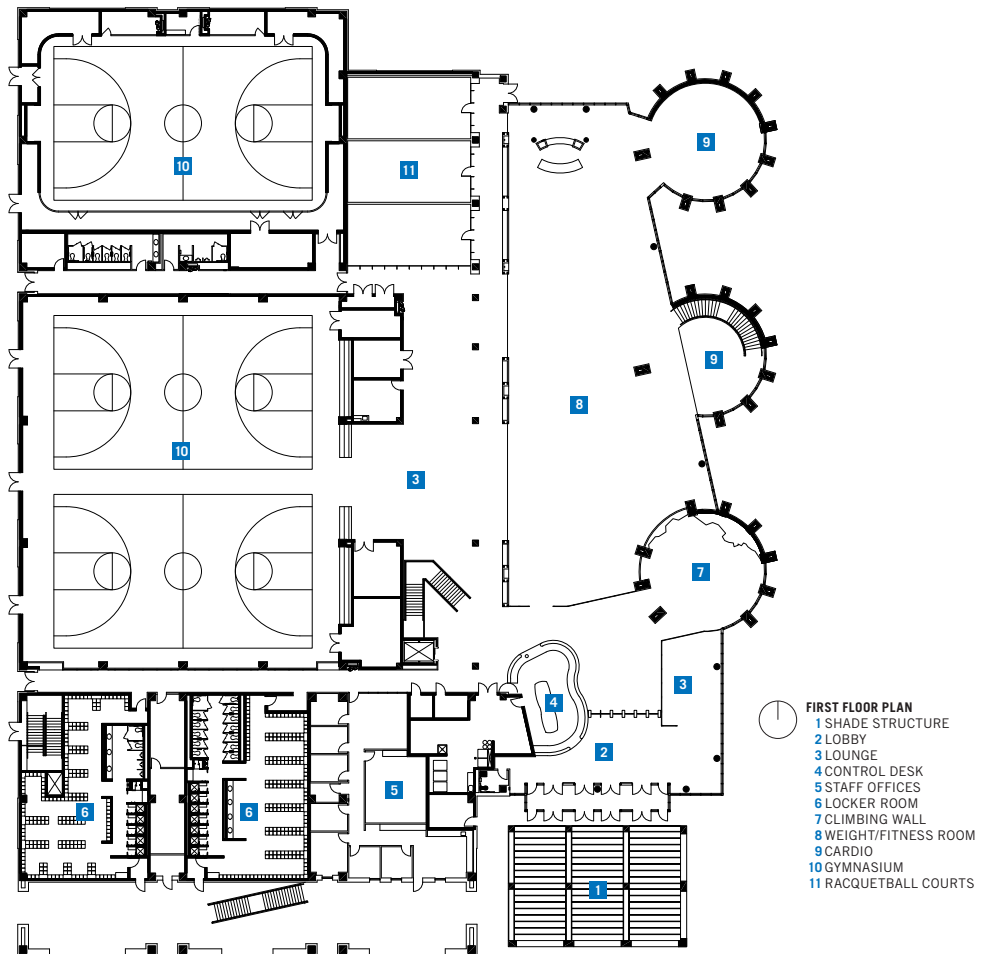 9
10
11
9
8
10
3
7
3
4
2
5
6
6
1
FIRST FLOOR PLAN
1 SHADE STRUCTURE
2 LOBBY
3 LOUNGE
4 CONTROL DESK
5 STAFF OFFICES
6 LOCKER ROOM
7 CLIMBING WALL
8 WEIGHT/FITNESS ROOM
9 CARDIO
10 GYMNASIUM
11 RACQUETBALL COURTS